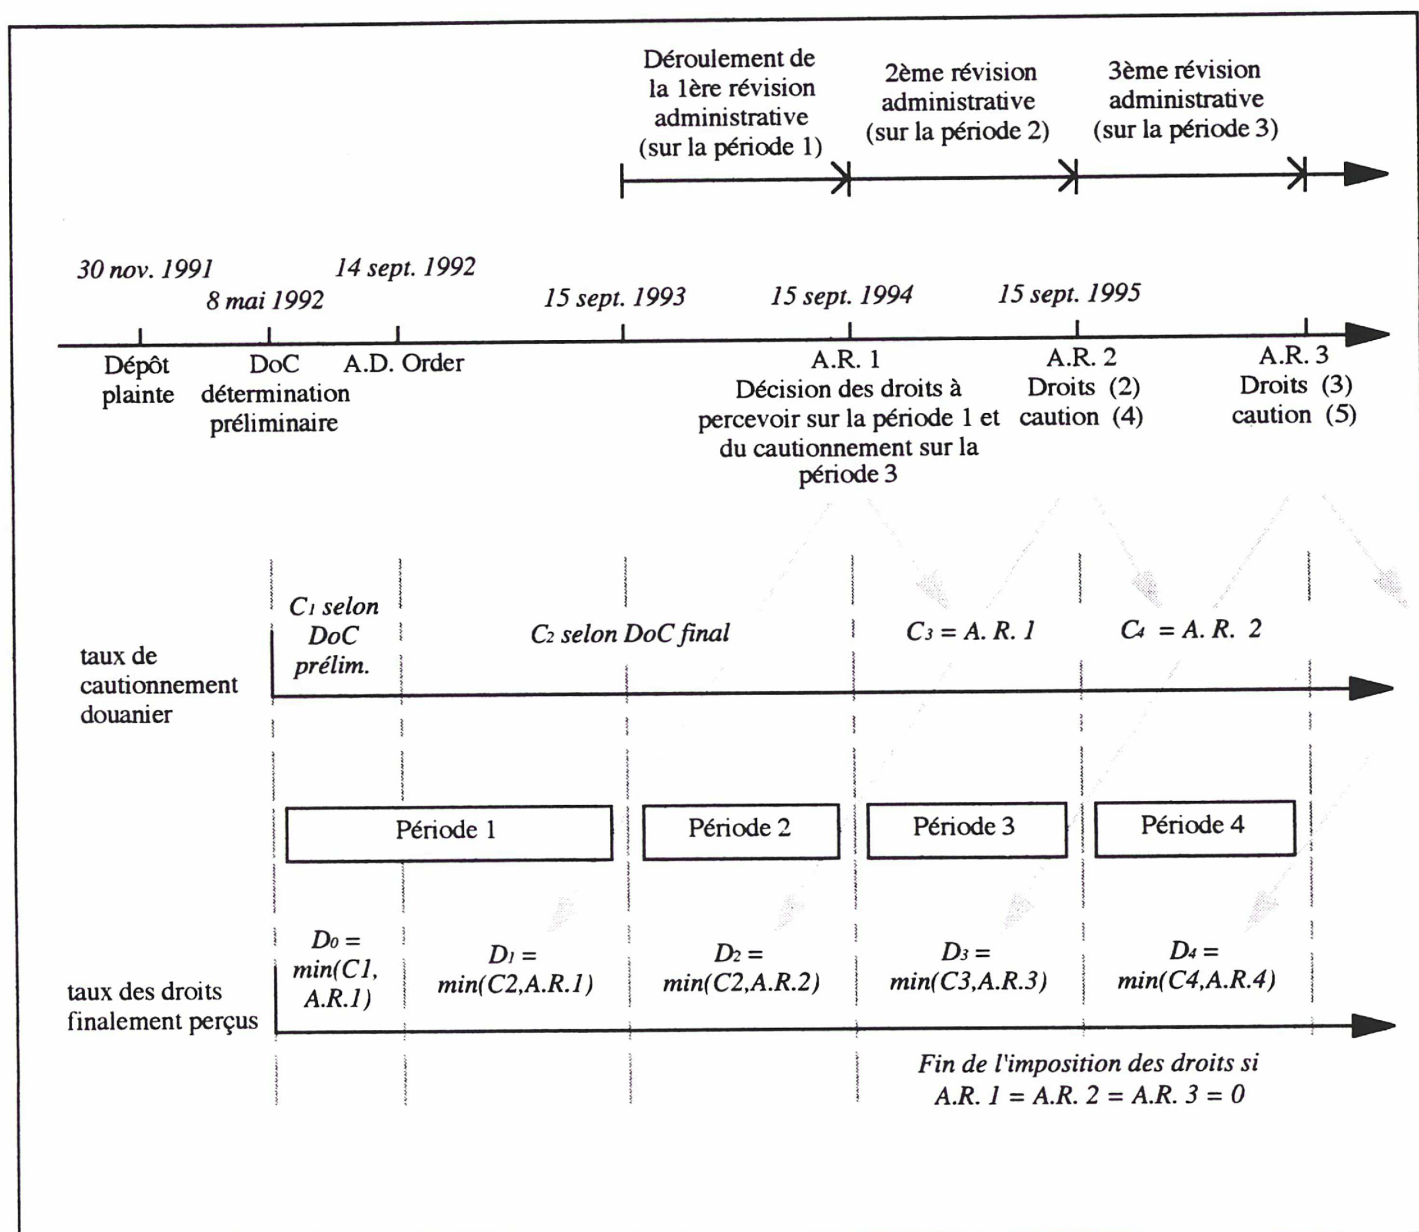 Déroulement de
la 1ère révision
administrative
(sur la période 1)
2ème révision
administrative
(sur la période 2)
3ème révision
administrative
(sur la période 3)
30 nov. 1991
8 mai 1992
14 sept. 1992
15 sept. 1993
15 sept. 1994
15 sept. 1995
Dépôt
plainte
DoC
détermination
préliminaire
A.D. Order
A.R. 1
Décision des droits à
percevoir sur la période 1 et
du cautionnement sur la
période 3
A.R. 2
Droits (2)
caution (4)
A.R. 3
Droits (3)
caution (5)
taux de
cautionnement
douanier
C1 selon
DoC
prélim.
C2 selon DoC final
C3 = A. R. 1
C4 = A. R. 2
Période 1
Période 2
Période 3
Période 4
taux des droits
finalement perçus
D0 =
min(C1,
A.R.1)
D1 =
min(C2,A.R.1)
D2 =
min(C2,A.R.2)
D3 =
min(C3,A.R.3)
D4 =
min(C4,A.R.4)
Fin de l'imposition des droits si
A.R. 1 = A.R. 2 = A.R. 3 = 0